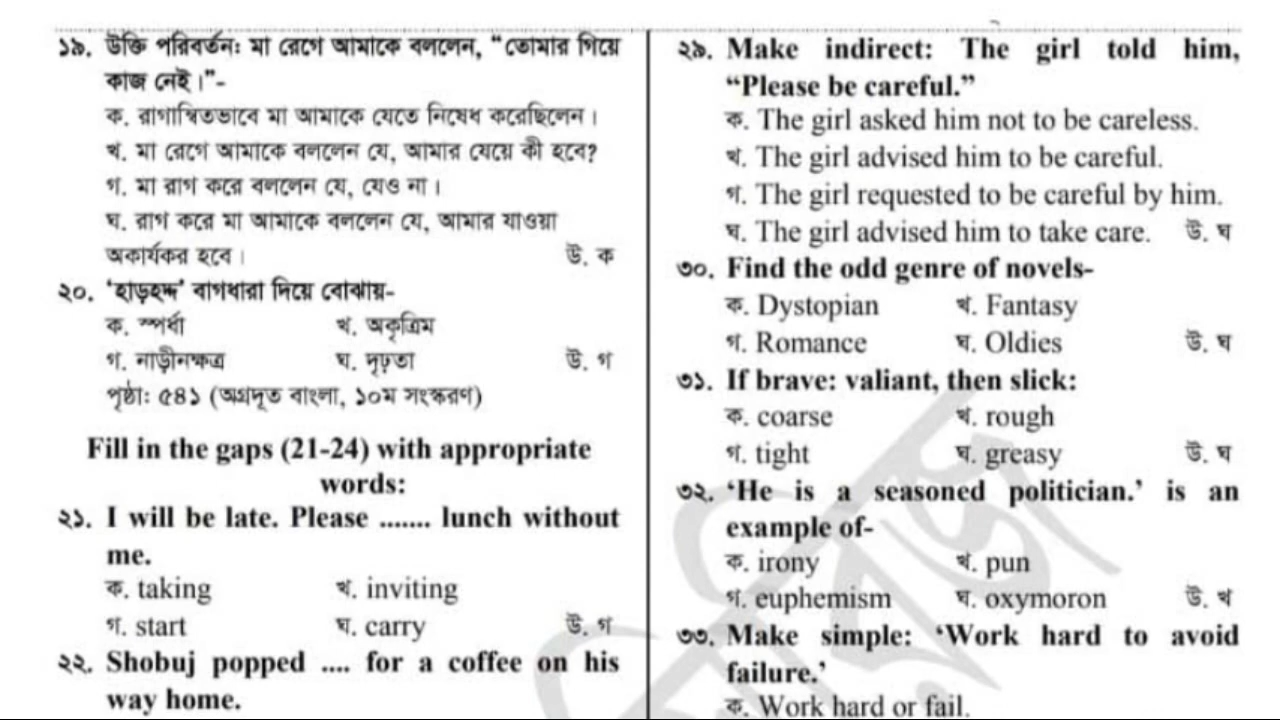 ১৯. উক্তি পরিবর্তন: মা রেগে আমাকে বললেন, “তোমার গিয়ে
কাজ নেই।”-
ক. রাগান্বিতভাবে মা আমাকে যেতে নিষেধ করেছিলেন।
খ. মা রেগে আমাকে বললেন যে, আমার যেয়ে কী হবে?
গ. মা রাগ করে বললেন যে, যেও না।
ঘ. রাগ করে মা আমাকে বললেন যে, আমার যাওয়া
অকার্যকর হবে। উ. ক
২০. ‘হাড়হদ্দ’ বাগধারা দিয়ে বোঝায়-
ক. স্পর্ধা খ. অকৃত্রিম
গ. নাড়ীনক্ষত্র ঘ. দৃঢ়তা উ. গ
পৃষ্ঠা: ৫৪১ (অগ্রদূত বাংলা, ১০ম সংস্করণ)
Fill in the gaps (21-24) with appropriate
words:
২১. I will be late. Please ....... lunch without
me.
ক. taking খ. inviting
গ. start ঘ. carry উ. গ
২২. Shobuj popped .... for a coffee on his
way home.
২৯. Make indirect: The girl told him,
“Please be careful.”
ক. The girl asked him not to be careless.
খ. The girl advised him to be careful.
গ. The girl requested to be careful by him.
ঘ. The girl advised him to take care. উ. ঘ
৩০. Find the odd genre of novels-
ক. Dystopian খ. Fantasy
গ. Romance ঘ. Oldies উ. ঘ
৩১. If brave: valiant, then slick:
ক. coarse খ. rough
গ. tight ঘ. greasy উ. ঘ
৩২. ‘He is a seasoned politician.’ is an
example of-
ক. irony খ. pun
গ. euphemism ঘ. oxymoron উ. খ
৩৩. Make simple: ‘Work hard to avoid
failure.’
ক. Work hard or fail.